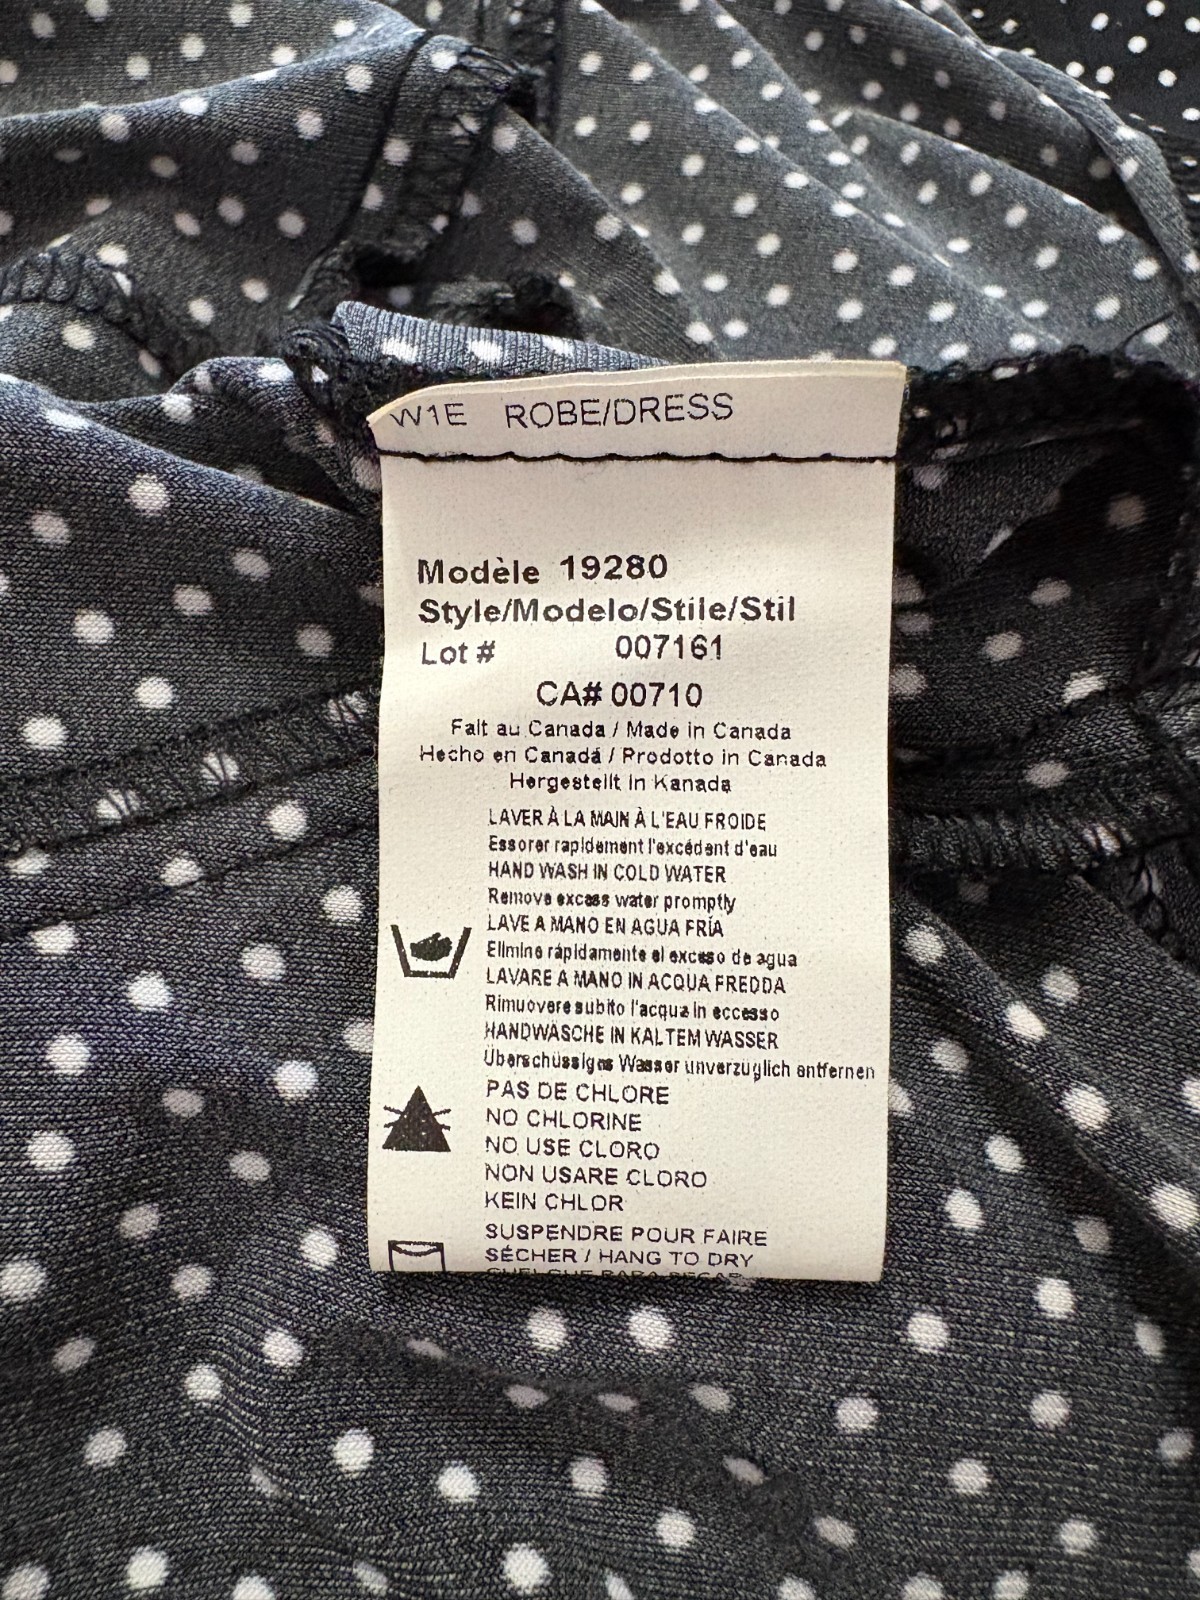 W1E ROBE/DRESS
Modèle 19280
Style/Modelo/Stile/Stil
Lot # 007161
CA# 00710
Fait au Canada / Made in Canada
Hecho en Canadá / Prodotto in Canada
Hergestellt in Kanada
LAVER À LA MAIN À L'EAU FROIDE
Essorer rapidement l'excédent d'eau
HAND WASH IN COLD WATER
Remove excess water promptly
LAVE A MANO EN AGUA FRÍA
Elimine rápidamente el exceso de agua
LAVARE A MANO IN ACQUA FREDDA
Rimuovere subito l'acqua in eccesso
HANDWÄSCHE IN KALTEM WASSER
Überschüssiges Wasser unverzüglich entfernen
PAS DE CHLORE
NO CHLORINE
NO USE CLORO
NON USARE CLORO
KEIN CHLOR
SUSPENDRE POUR FAIRE
SÉCHER / HANG TO DRY